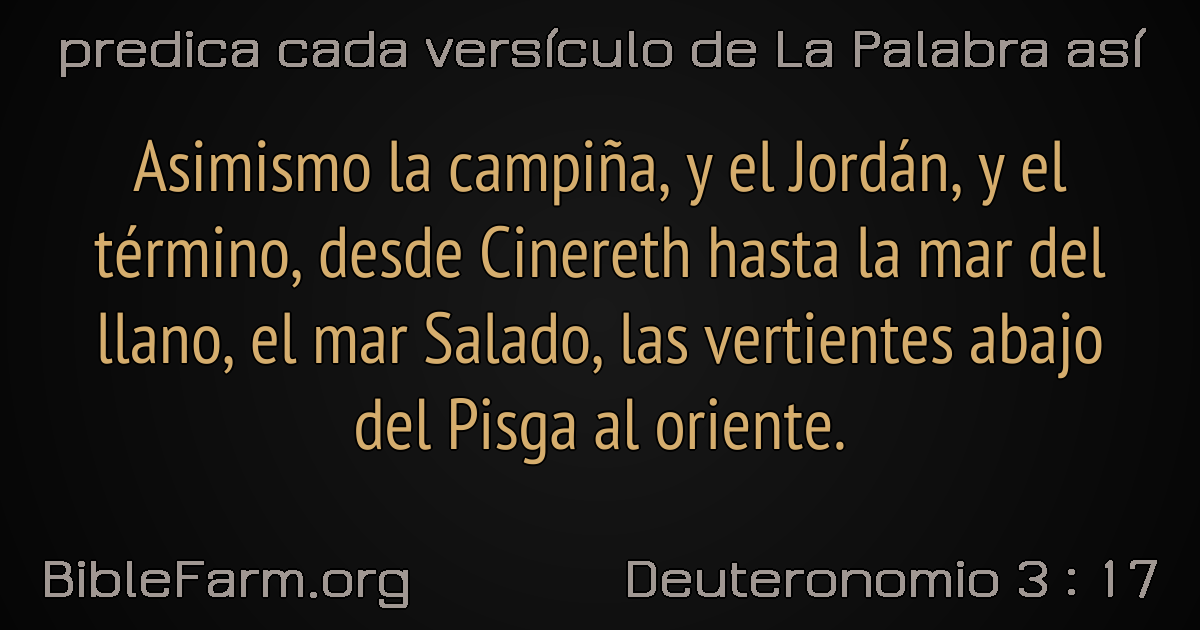 predica cada versículo de La Palabra así
Asimismo la campiña, y el Jordán, y el
término, desde Cinereth hasta la mar del
llano, el mar Salado, las vertientes abajo
del Pisga al oriente.
BibleFarm.org
Deuteronomio 3 : 17